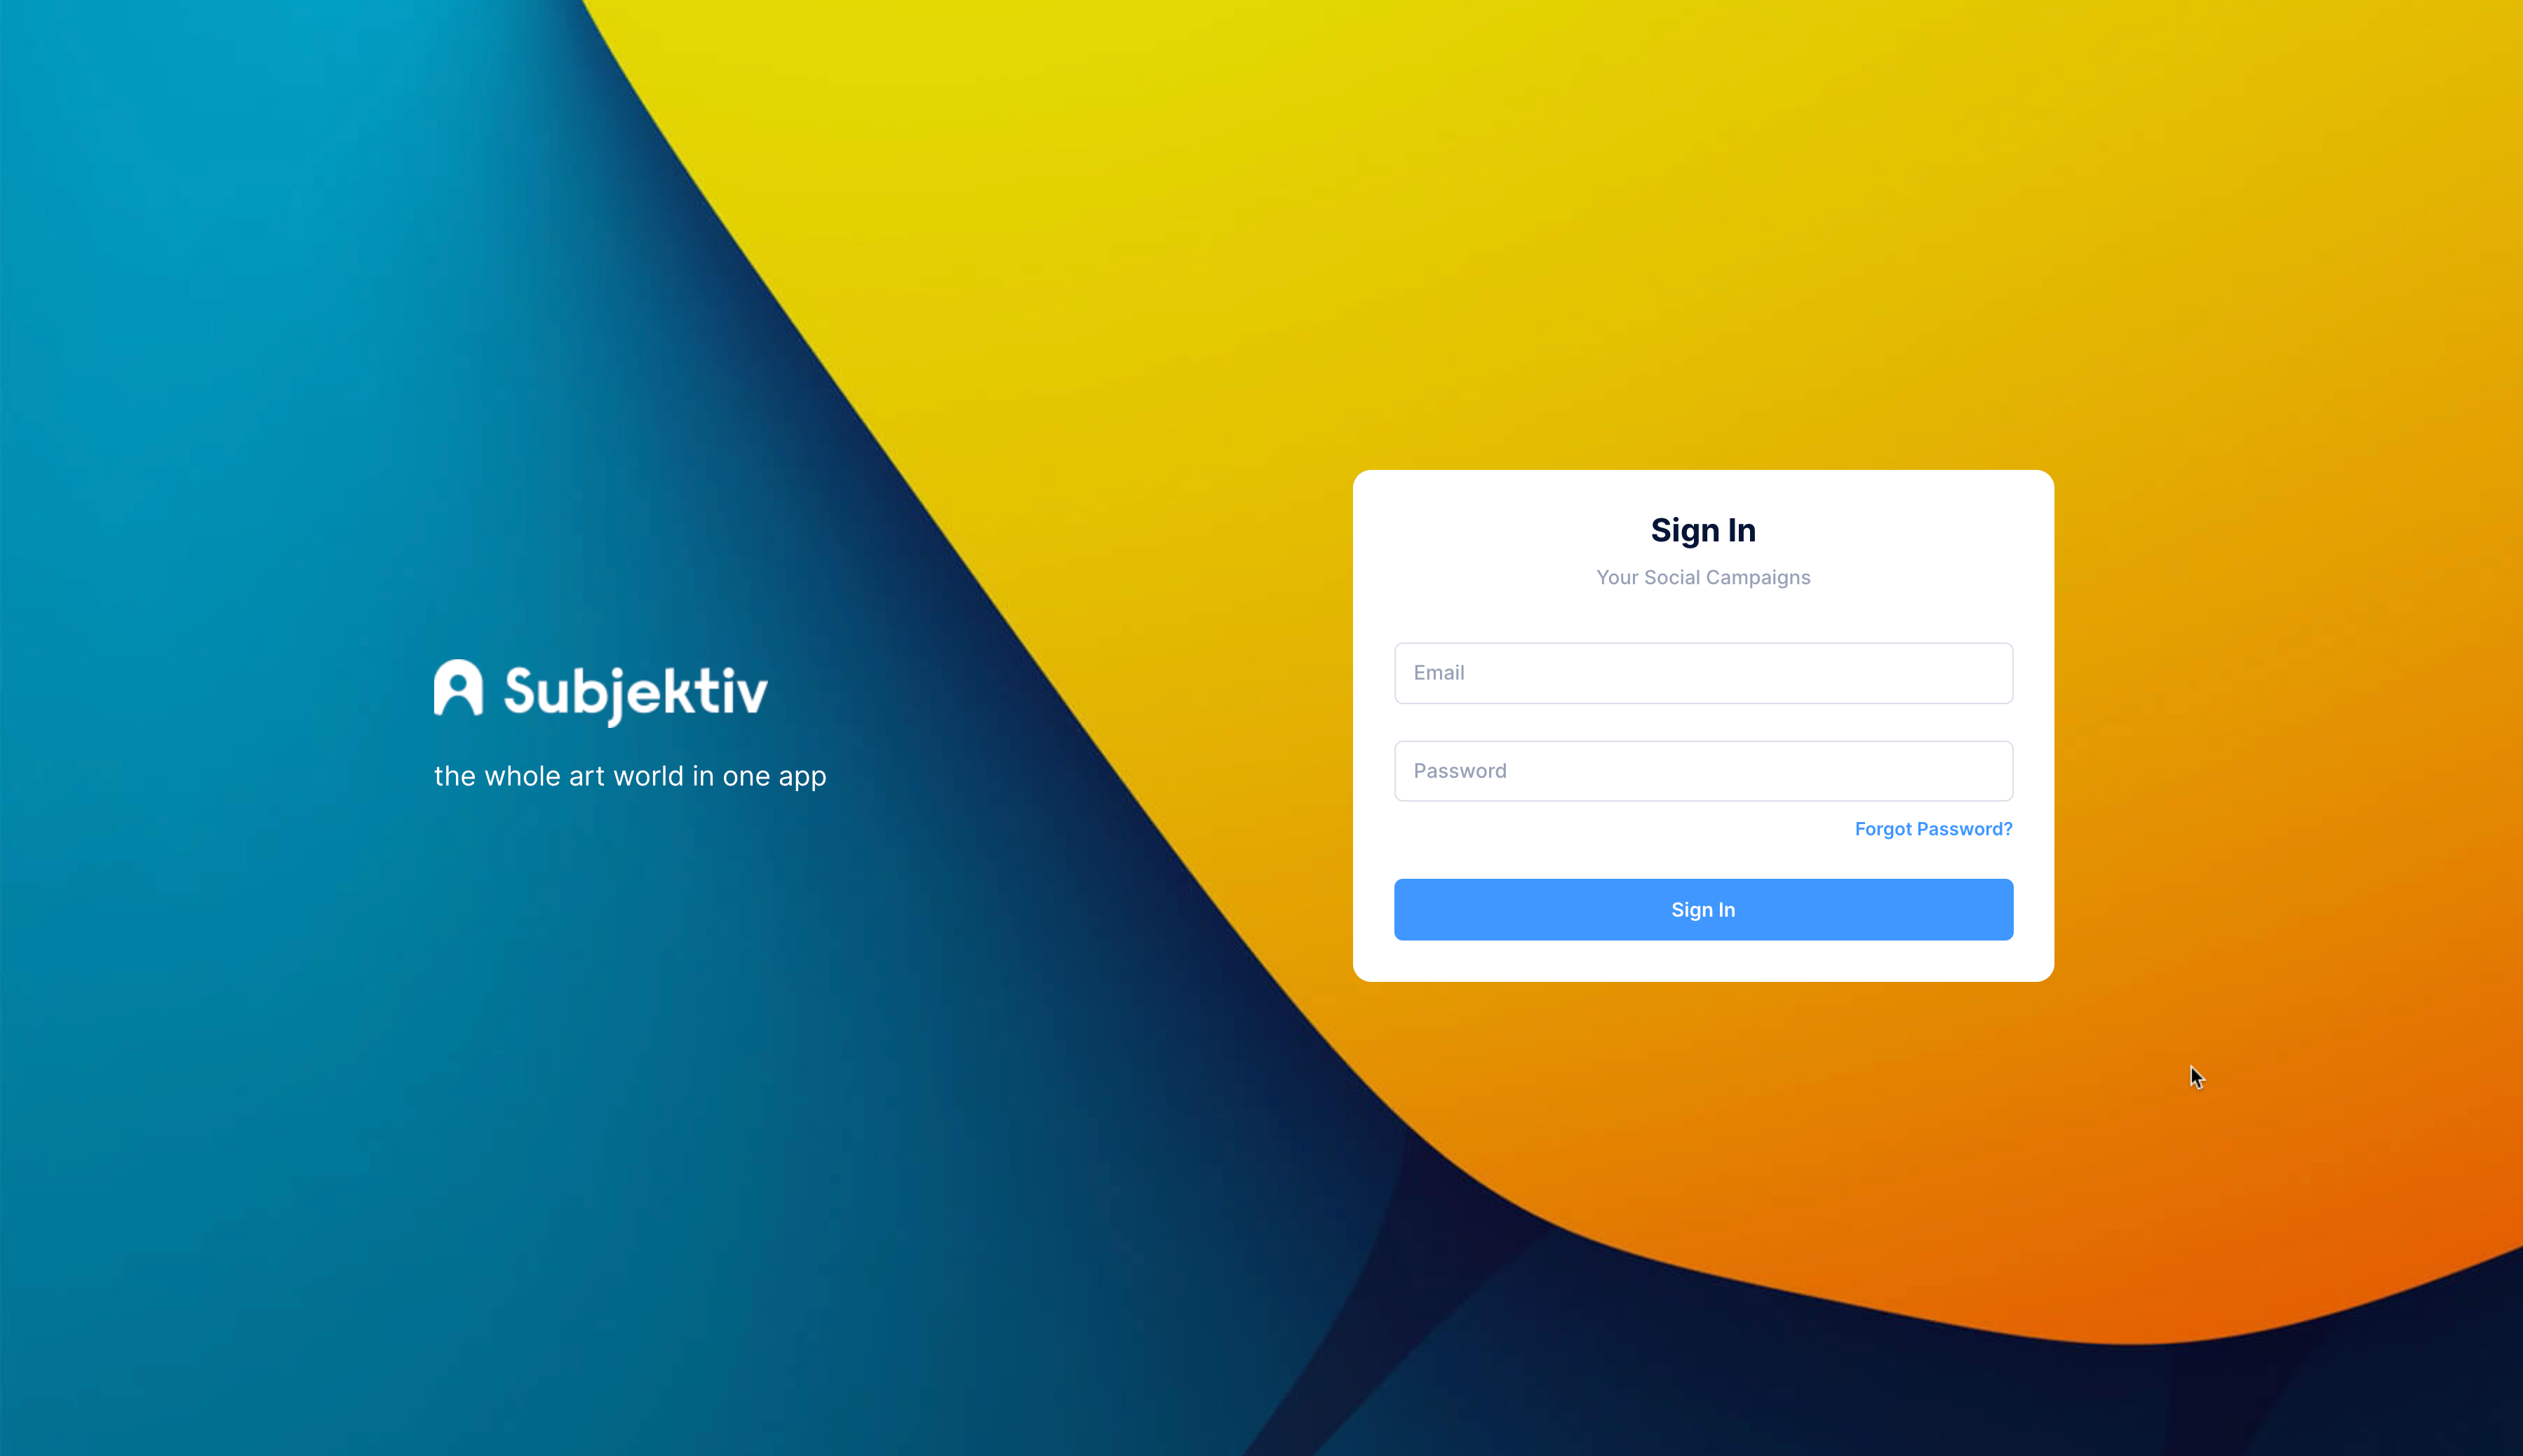 Subjektiv
the whole art world in one app
Sign In
Your Social Campaigns
Email
Password
Forgot Password?
Sign In